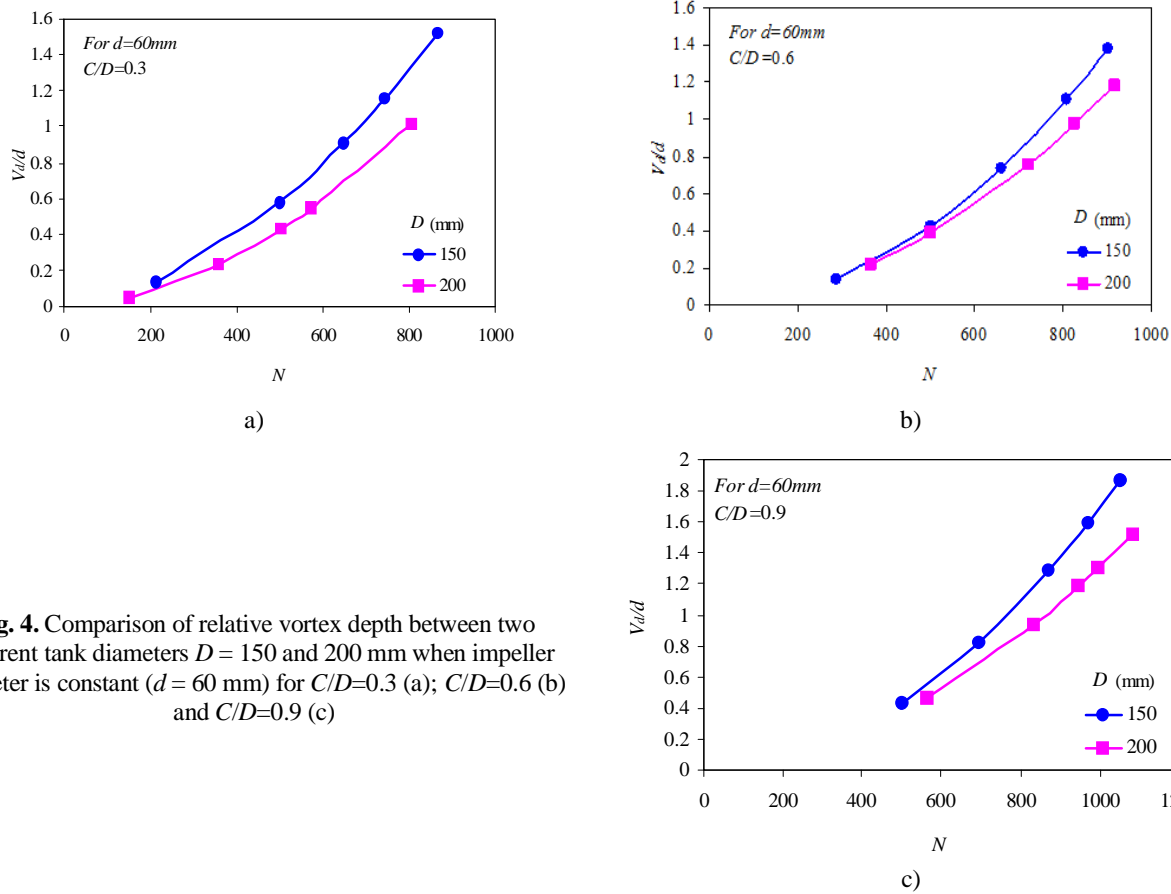 1.6
1.4
1.2
1
0.8
0.6
0.4
0.2
0
Vd/d
For d=60mm
C/D=0.3
D (mm)
150
200
0 200 400 600 800 1000
N
a)
1.6
1.4
1.2
1
0.8
0.6
0.4
0.2
0
Vd/d
For d=60mm
C/D=0.6
D (mm)
150
200
0 200 400 600 800 1000
N
b)
g. 4. Comparison of relative vortex depth between two
rent tank diameters D = 150 and 200 mm when impeller
eter is constant (d = 60 mm) for C/D=0.3 (a); C/D=0.6 (b)
and C/D=0.9 (c)
2
1.8
1.6
1.4
1.2
1
0.8
0.6
0.4
0.2
0
Vd/d
For d=60mm
C/D=0.9
D (mm)
150
200
0 200 400 600 800 1000
N
c)